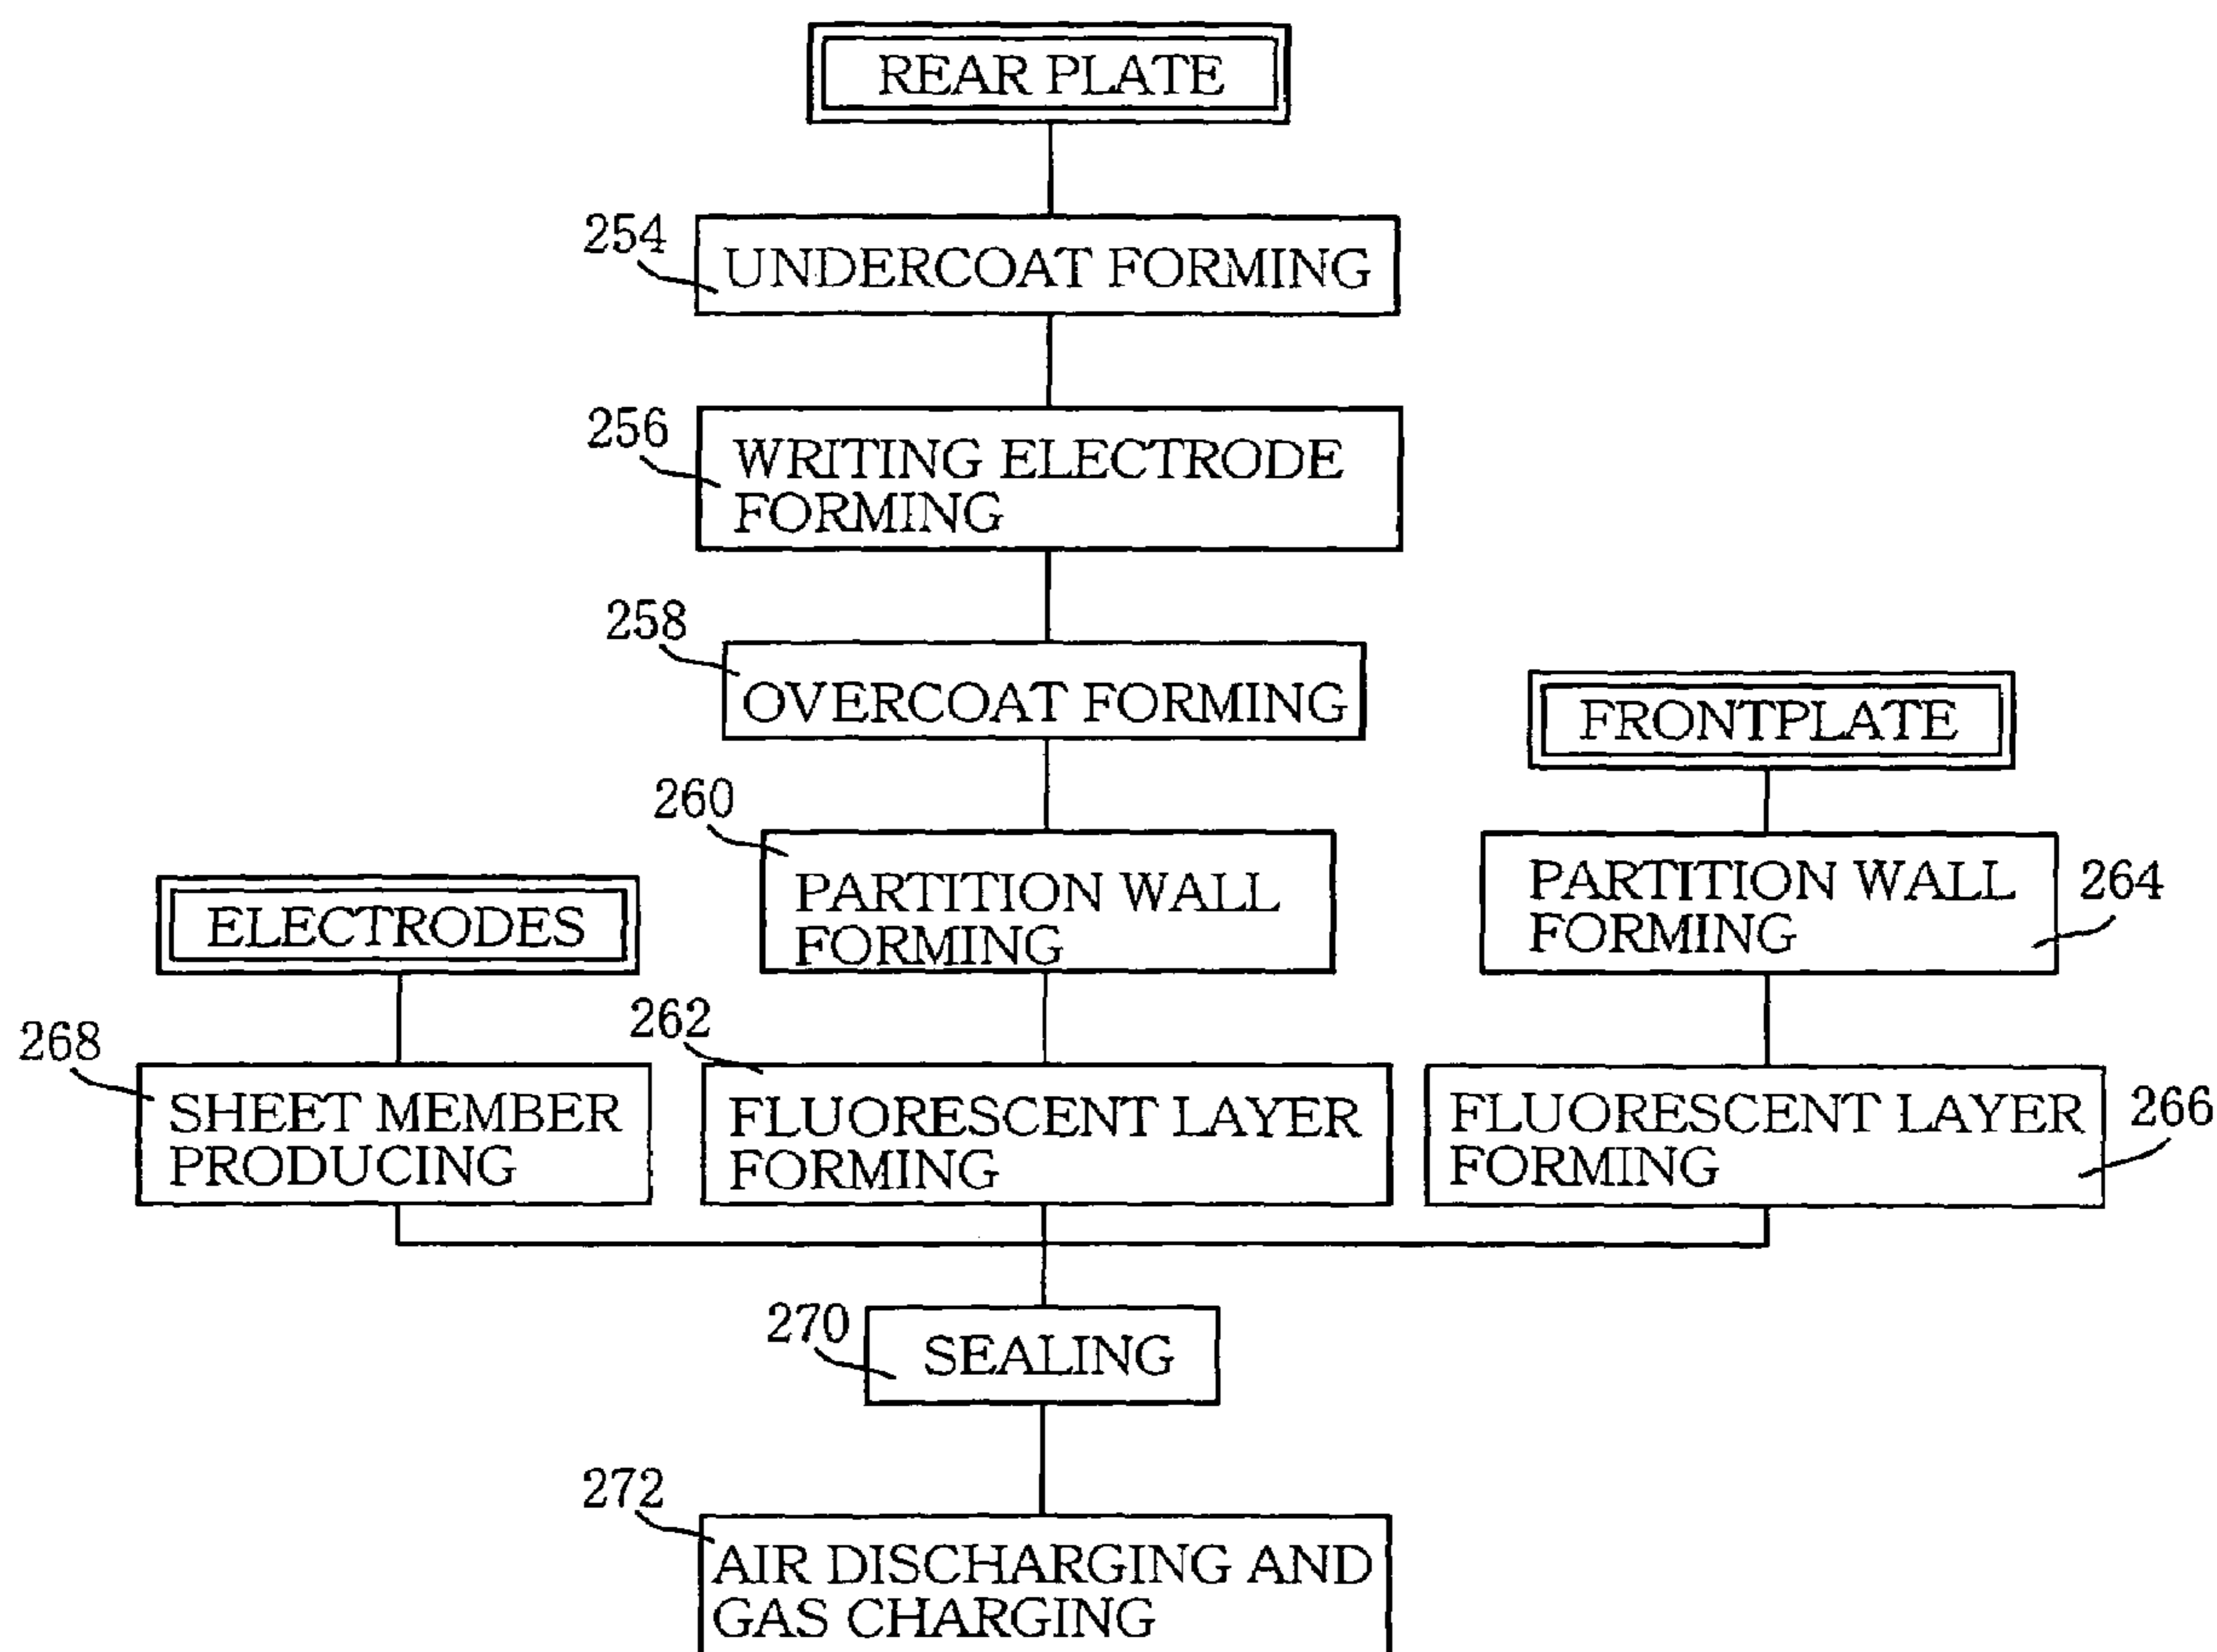 REAR PLATE
254
UNDERCOAT FORMING
256
WRITING ELECTRODE
FORMING
258
OVERCOAT FORMING
FRONTPLATE
260
PARTITION WALL
FORMING
PARTITION WALL
FORMING
264
ELECTRODES
268
SHEET MEMBER
PRODUCING
262
FLUORESCENT LAYER
FORMING
FLUORESCENT LAYER
FORMING
266
270
SEALING
272
AIR DISCHARGING AND
GAS CHARGING